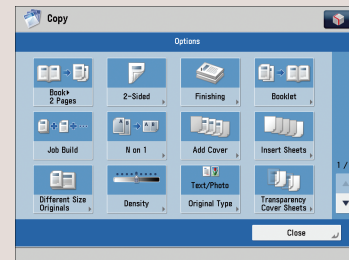 Copy
Options
Book▸
2 Pages
2-Sided
Finishing
Booklet
Job Build
N on 1
Add Cover
Insert Sheets
1/
Different Size
Originals
Density
Text/Photo
Original Type
Transparency
Cover Sheets
Close